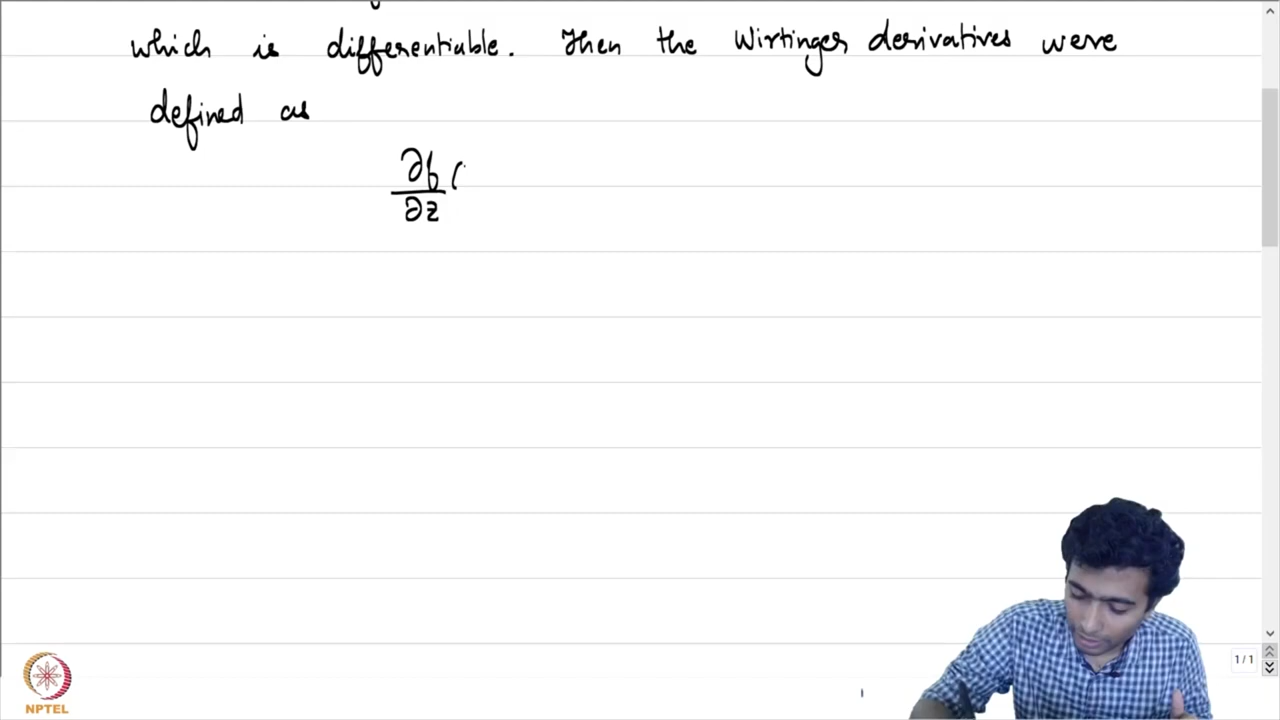 which is differentiable. Then the Wirtinger derivatives were
defined as
∂f (
∂z
1/1
NPTEL